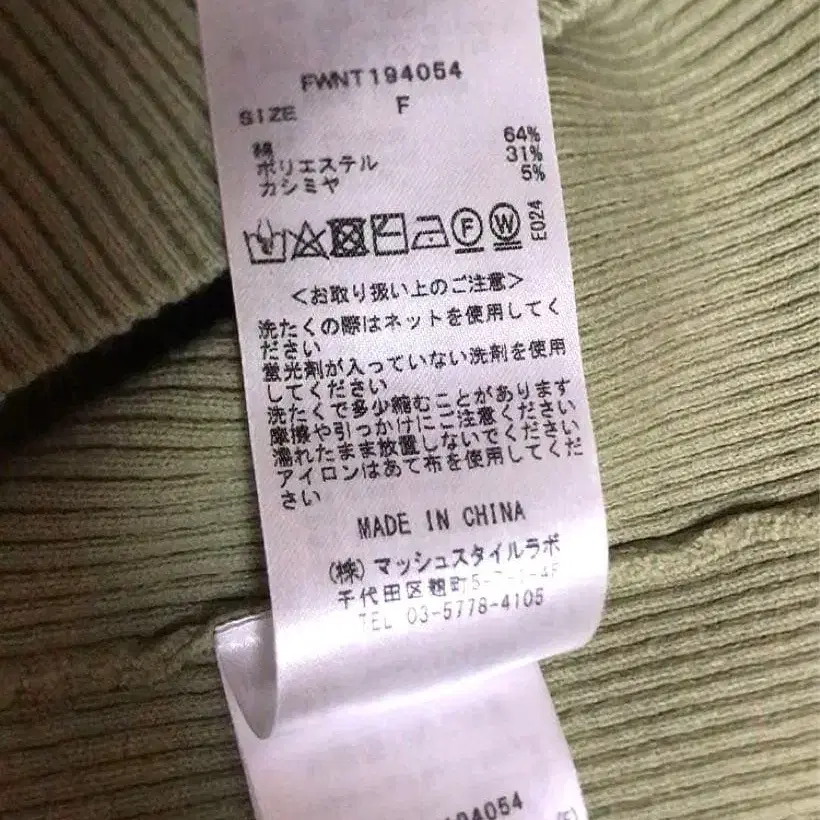 FWNT194054
SIZE F
綿 64%
ポリエステル 31%
カシミヤ 5%
F W E024
<お取り扱い上のご注意>
洗たくの際はネットを使用してく
ださい
蛍光剤が入っていない洗剤を使用
してください
洗たくで多少縮むことがあります
摩擦や引っかけにご注意ください
濡れたまま放置しないでください
アイロンはあて布を使用してくだ
さい
MADE IN CHINA
(株)マッシュスタイルラボ
千代田区麹町
TEL 03-5778-4105
194054